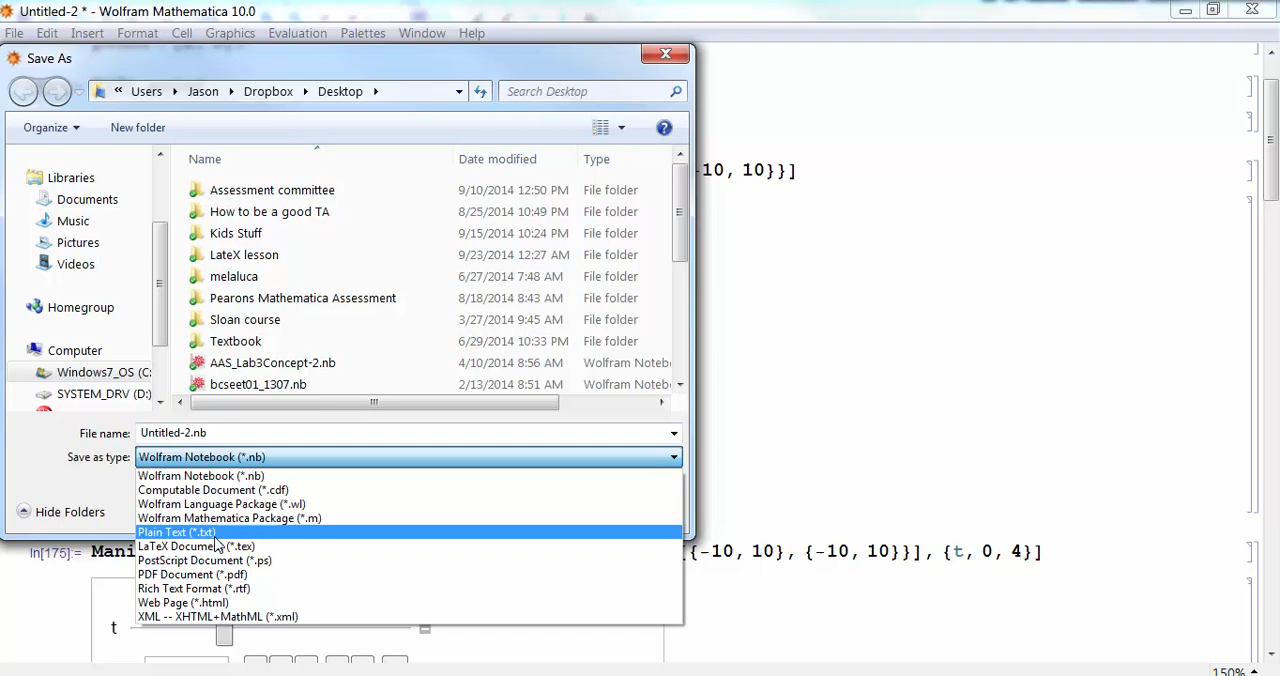 Untitled-2 * - Wolfram Mathematica 10.0
File Edit Insert Format Cell Graphics Evaluation Palettes Window Help
Save As
Users Jason Dropbox Desktop
Search Desktop
Organize New folder
Name Date modified Type
Libraries
Documents
Music
Pictures
Videos
Homegroup
Computer
Windows7_OS (C:
SYSTEM_DRV (D:)
Assessment committee 9/10/2014 12:50 PM File folder
How to be a good TA 8/25/2014 10:49 PM File folder
Kids Stuff 9/15/2014 10:24 PM File folder
LateX lesson 9/23/2014 12:27 AM File folder
melaluca 6/27/2014 7:48 AM File folder
Pearons Mathematica Assessment 8/18/2014 8:43 AM File folder
Sloan course 3/27/2014 9:45 AM File folder
Textbook 6/29/2014 10:33 PM File folder
AAS_Lab3Concept-2.nb 4/10/2014 8:56 AM Wolfram Noteb
bcseet01_1307.nb 2/13/2014 8:51 AM Wolfram Noteb
10, 10}}]
File name: Untitled-2.nb
Save as type: Wolfram Notebook (*.nb)
Wolfram Notebook (*.nb)
Computable Document (*.cdf)
Wolfram Language Package (*.wl)
Wolfram Mathematica Package (*.m)
Plain Text (*.txt)
LaTeX Document (*.tex)
PostScript Document (*.ps)
PDF Document (*.pdf)
Rich Text Format (*.rtf)
Web Page (*.html)
XML -- XHTML+MathML (*.xml)
Hide Folders
In[175]:= Mani {-10, 10}, {-10, 10}}], {t, 0, 4}]
t
150%